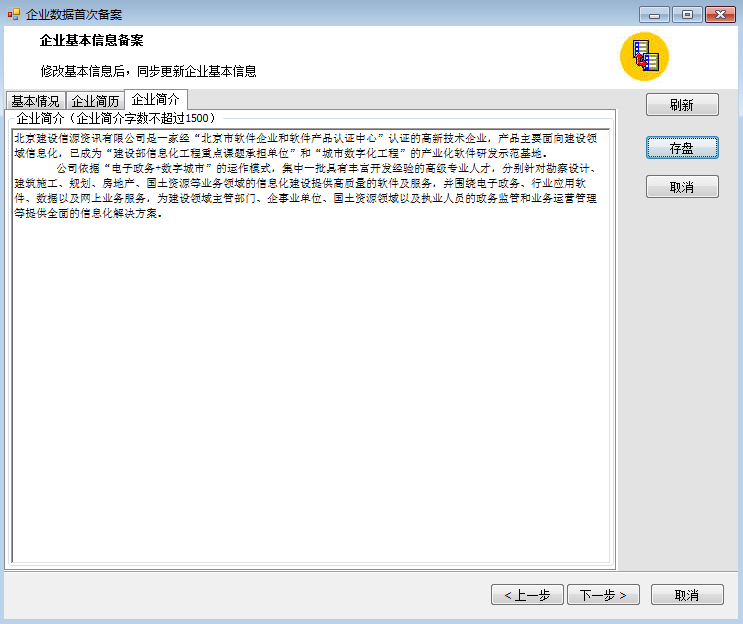 企业数据首次备案
企业基本信息备案
修改基本信息后，同步更新企业基本信息
基本情况 企业简历 企业简介
企业简介（企业简介字数不超过1500）
北京建设信源资讯有限公司是一家经“北京市软件企业和软件产品认证中心”认证的高新技术企业，产品主要面向建设领
域信息化，已成为“建设部信息化工程重点课题承担单位”和“城市数字化工程”的产业化软件研发示范基地。
公司依据“电子政务+数字城市”的运作模式，集中一批具有丰富开发经验的高级专业人才，分别针对勘察设计、
建筑施工、规划、房地产、国土资源等业务领域的信息化建设提供高质量的软件及服务，并围绕电子政务、行业应用软
件、数据以及网上业务服务，为建设领域主管部门、企事业单位、国土资源领域以及执业人员的政务监管和业务运营管理
等提供全面的信息化解决方案。
刷新
存盘
取消
<上一步 下一步> 取消